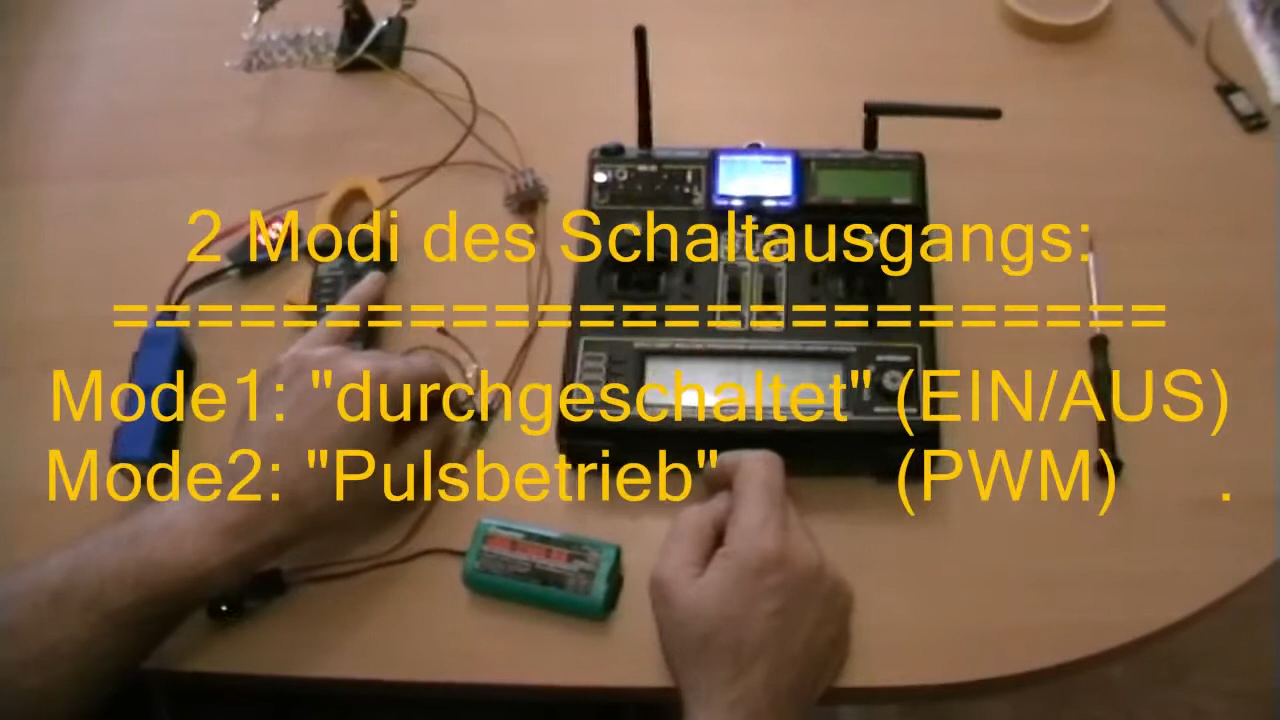 2 Modi des Schaltausgangs:
=========================
Mode1: "durchgeschaltet" (EIN/AUS)
Mode2: "Pulsbetrieb" (PWM) .